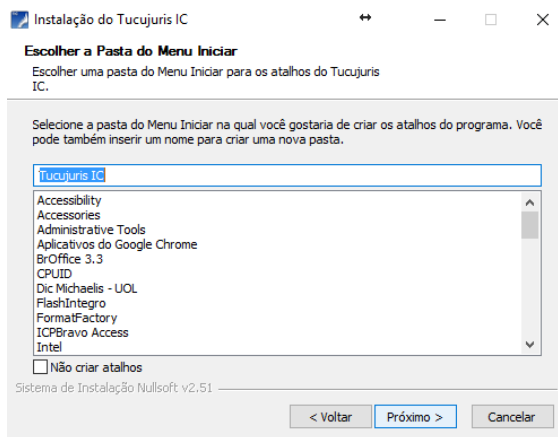 Instalação do Tucujuris IC
Escolher a Pasta do Menu Iniciar
Escolher uma pasta do Menu Iniciar para os atalhos do Tucujuris
IC.
Selecione a pasta do Menu Iniciar na qual você gostaria de criar os atalhos do programa. Você
pode também inserir um nome para criar uma nova pasta.
Tucujuris IC
Accessibility
Accessories
Administrative Tools
Aplicativos do Google Chrome
BrOffice 3.3
CPUID
Dic Michaelis - UOL
FlashIntegro
FormatFactory
ICPBravo Access
Intel
Não criar atalhos
Sistema de Instalação Nullsoft v2.51
< Voltar Próximo > Cancelar